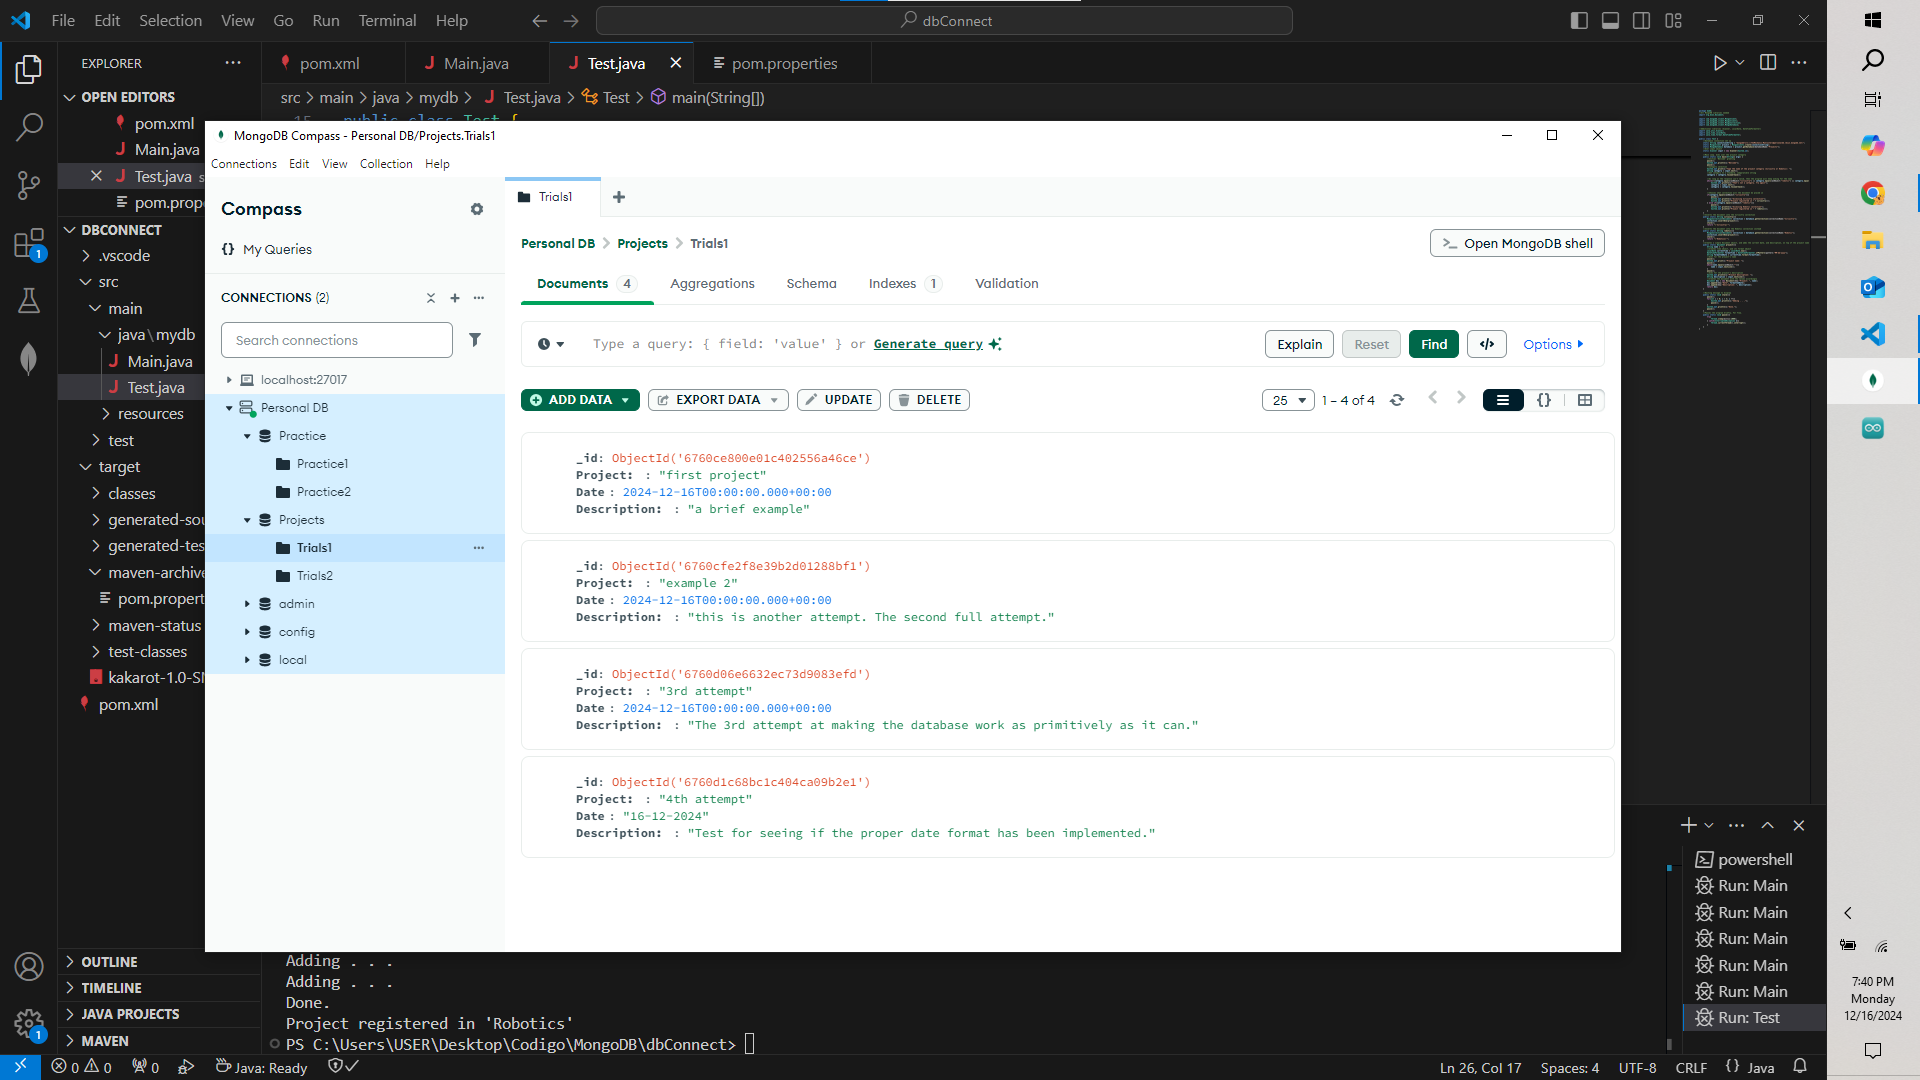 File Edit Selection View Go Run Terminal Help
dbConnect
EXPLORER
pom.xml
Main.java
Test.java
pom.properties
OPEN EDITORS
src > main > java > mydb > Test.java > Test > main(String[])
pom.xml
Main.java
Test.java s
pom.prope
DBCONNECT
.vscode
src
main
java\mydb
Main.java
Test.java
resources
test
target
classes
generated-sou
generated-tes
maven-archive
pom.propert
maven-status
test-classes
kakarot-1.0-SN
pom.xml
OUTLINE
TIMELINE
JAVA PROJECTS
MAVEN
15 public class Test {
MongoDB Compass - Personal DB/Projects.Trials1
Connections Edit View Collection Help
Compass
My Queries
CONNECTIONS (2)
Search connections
localhost:27017
Personal DB
Practice
Practice1
Practice2
Projects
Trials1
Trials2
admin
config
local
Trials1
Personal DB > Projects > Trials1
>_ Open MongoDB shell
Documents 4 Aggregations Schema Indexes 1 Validation
Type a query: { field: 'value' } or Generate query
Explain Reset Find </> Options
ADD DATA EXPORT DATA UPDATE DELETE
25 1 – 4 of 4 {}
_id: ObjectId('6760ce800e01c402556a46ce')
Project: : "first project"
Date : 2024-12-16T00:00:00.000+00:00
Description: : "a brief example"
_id: ObjectId('6760cfe2f8e39b2d01288bf1')
Project: : "example 2"
Date : 2024-12-16T00:00:00.000+00:00
Description: : "this is another attempt. The second full attempt."
_id: ObjectId('6760d06e6632ec73d9083efd')
Project: : "3rd attempt"
Date : 2024-12-16T00:00:00.000+00:00
Description: : "The 3rd attempt at making the database work as primitively as it can."
_id: ObjectId('6760d1c68bc1c404ca09b2e1')
Project: : "4th attempt"
Date : "16-12-2024"
Description: : "Test for seeing if the proper date format has been implemented."
Adding . . .
Adding . . .
Done.
Project registered in 'Robotics'
PS C:\Users\USER\Desktop\Codigo\MongoDB\dbConnect>
powershell
Run: Main
Run: Main
Run: Main
Run: Main
Run: Main
Run: Test
1
1
0 0 0 Java: Ready
Ln 26, Col 17 Spaces: 4 UTF-8 CRLF {} Java
7:40 PM
Monday
12/16/2024